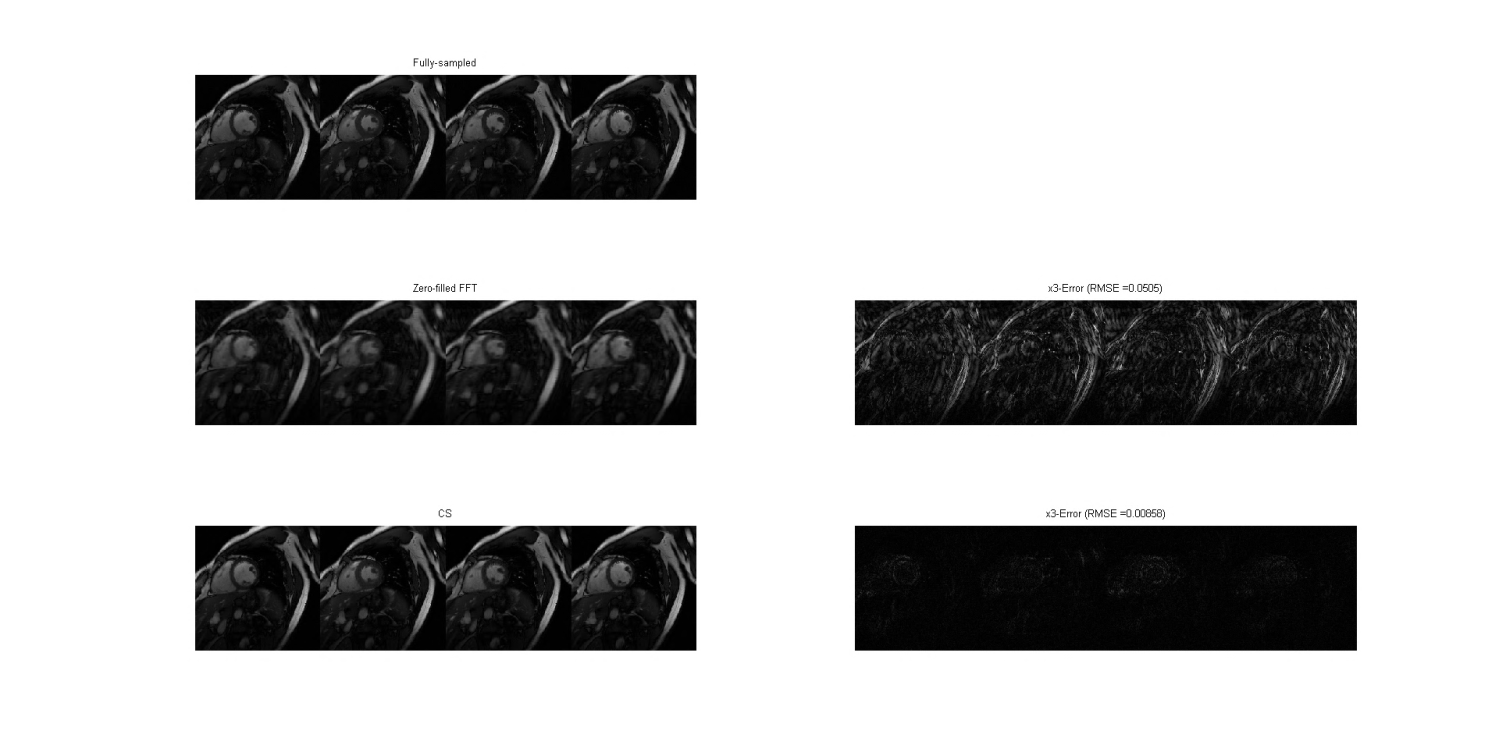 Fully-sampled
Zero-filled FFT
x3-Error (RMSE =0.0505)
CS
x3-Error (RMSE =0.00858)